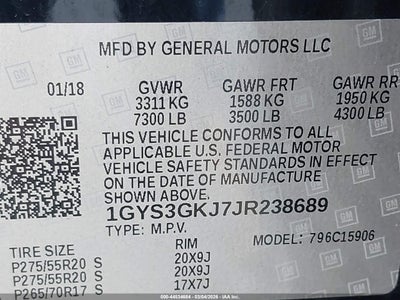 MFD BY GENERAL MOTORS LLC
01/18 GVWR GAWR FRT GAWR RR
3311 KG 1588 KG 1950 KG
7300 LB 3500 LB 4300 LB
THIS VEHICLE CONFORMS TO ALL
APPLICABLE U.S. FEDERAL MOTOR
VEHICLE SAFETY STANDARDS IN EFFECT
ON THE DATE OF MANUFACTURE
SHOWN ABOVE.
1GYS3GKJ7JR238689
TYPE: M.P.V. MODEL: 796C15906
TIRE SIZE RIM
P275/55R20 S 20X9J
P275/55R20 S 20X9J
P265/70R17 S 17X7J
GM